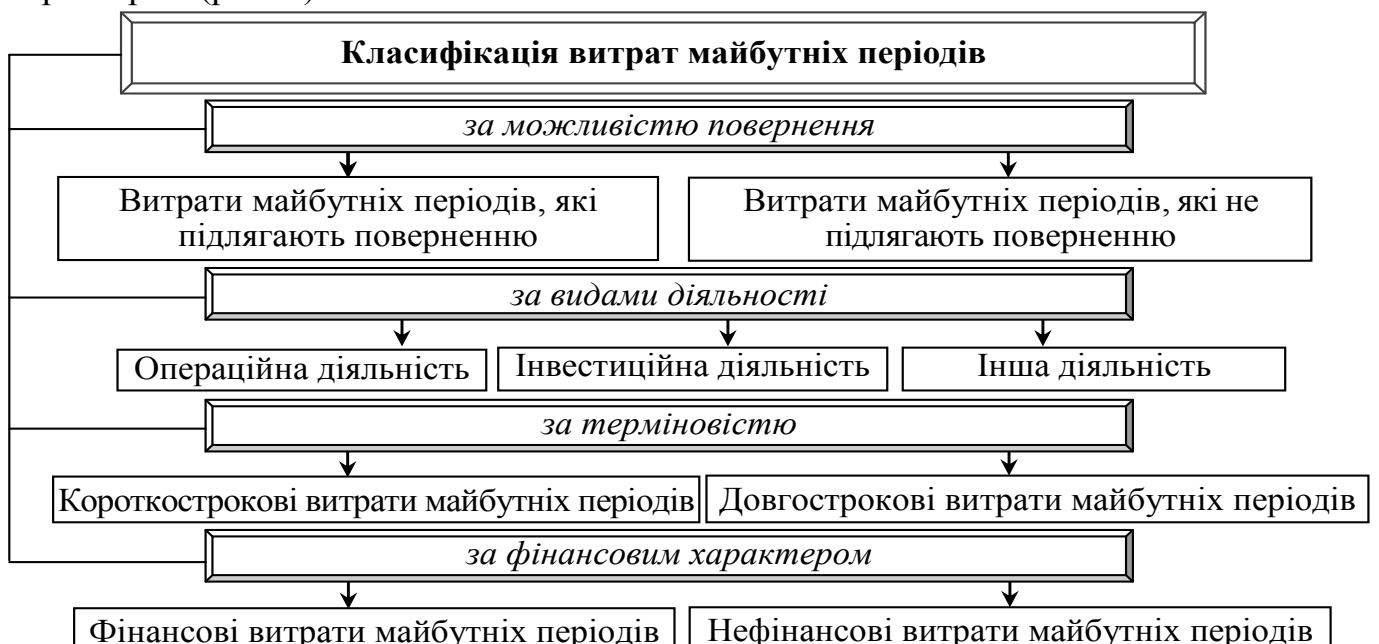 Класифікація витрат майбутніх періодів
за можливістю повернення
Витрати майбутніх періодів, які
підлягають поверненню
Витрати майбутніх періодів, які не
підлягають поверненню
за видами діяльності
Операційна діяльність
Інвестиційна діяльність
Інша діяльність
за терміновістю
Короткострокові витрати майбутніх періодів
Довгострокові витрати майбутніх періодів
за фінансовим характером
Фінансові витрати майбутніх періодів
Нефінансові витрати майбутніх періодів